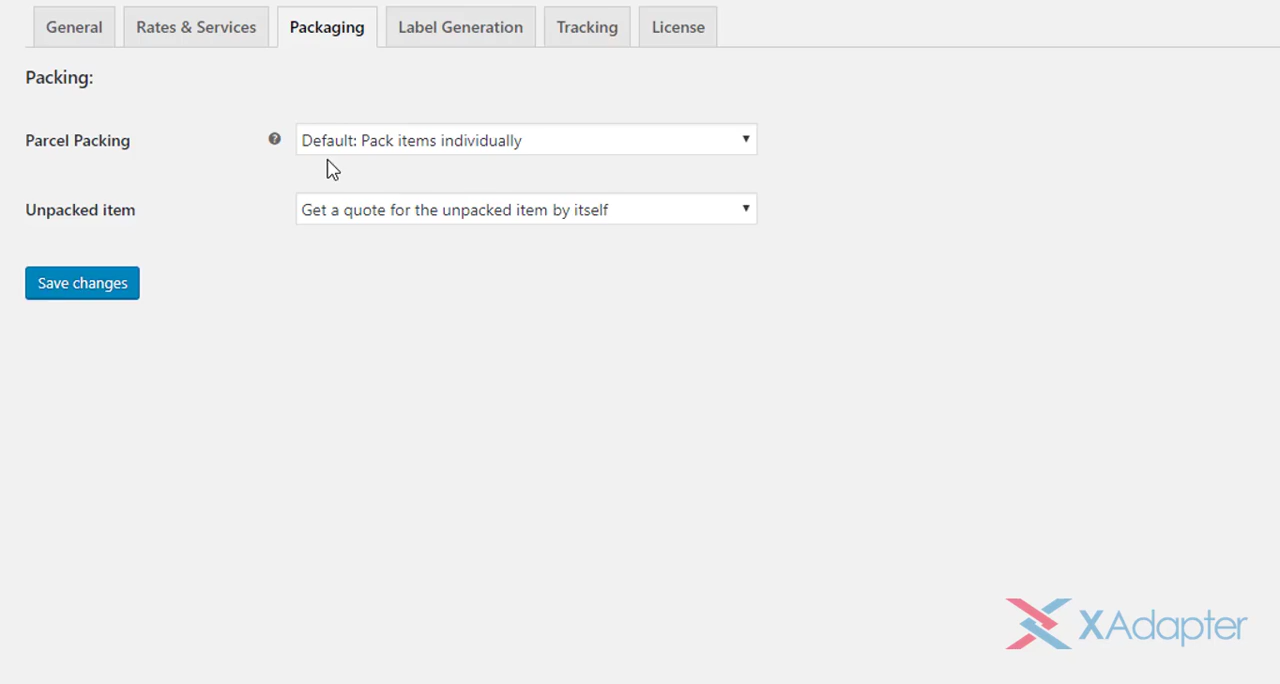 General Rates & Services Packaging Label Generation Tracking License
Packing:
Parcel Packing ? Default: Pack items individually
Unpacked item Get a quote for the unpacked item by itself
Save changes
XAdapter